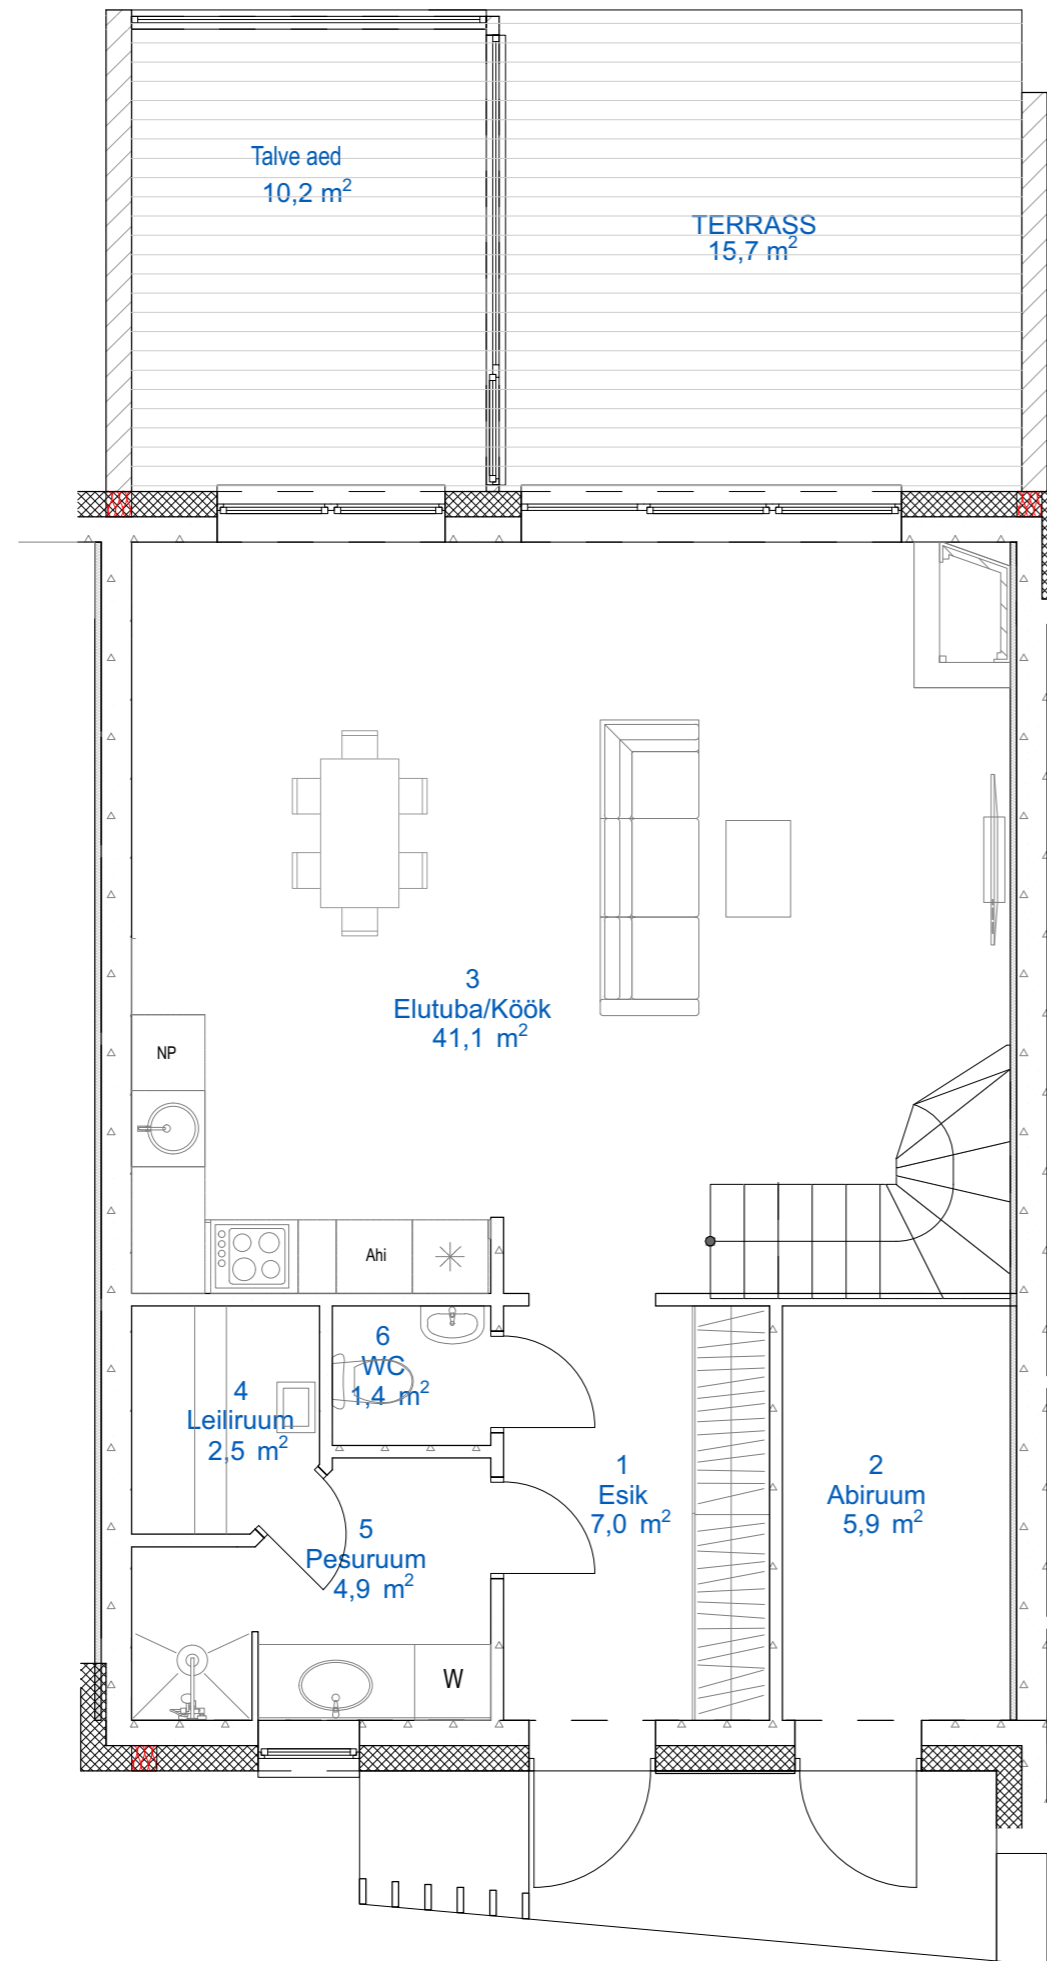 Talve aed
10,2 m²
TERRASS
15,7 m²
3
Elutuba/Köök
41,1 m²
NP
Ahi
6
WC
1,4 m²
4
Leiliruum
2,5 m²
1
Esik
7,0 m²
2
Abiruum
5,9 m²
5
Pesuruum
4,9 m²
W